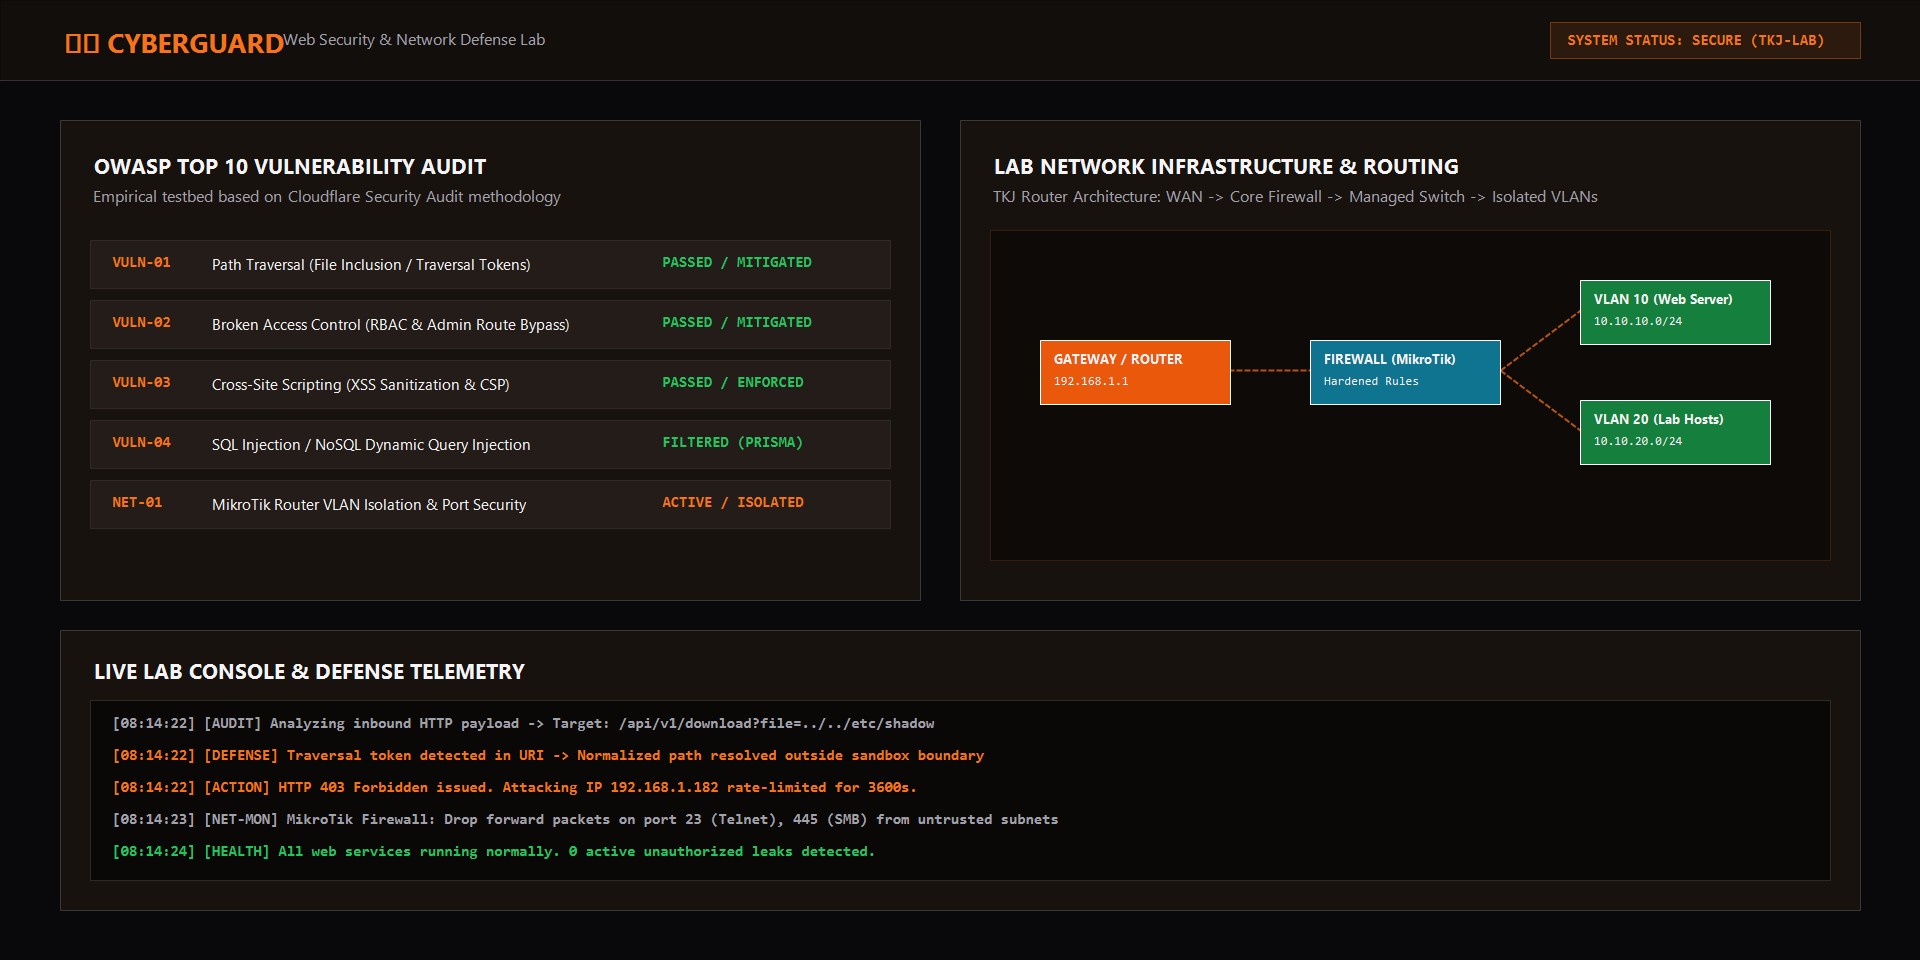 CYBERGUARD Web Security & Network Defense Lab
SYSTEM STATUS: SECURE (TKJ-LAB)
OWASP TOP 10 VULNERABILITY AUDIT
Empirical testbed based on Cloudflare Security Audit methodology
VULN-01 Path Traversal (File Inclusion / Traversal Tokens) PASSED / MITIGATED
VULN-02 Broken Access Control (RBAC & Admin Route Bypass) PASSED / MITIGATED
VULN-03 Cross-Site Scripting (XSS Sanitization & CSP) PASSED / ENFORCED
VULN-04 SQL Injection / NoSQL Dynamic Query Injection FILTERED (PRISMA)
NET-01 MikroTik Router VLAN Isolation & Port Security ACTIVE / ISOLATED
LAB NETWORK INFRASTRUCTURE & ROUTING
TKJ Router Architecture: WAN -> Core Firewall -> Managed Switch -> Isolated VLANs
GATEWAY / ROUTER
192.168.1.1
FIREWALL (MikroTik)
Hardened Rules
VLAN 10 (Web Server)
10.10.10.0/24
VLAN 20 (Lab Hosts)
10.10.20.0/24
LIVE LAB CONSOLE & DEFENSE TELEMETRY
[08:14:22] [AUDIT] Analyzing inbound HTTP payload -> Target: /api/v1/download?file=../../etc/shadow
[08:14:22] [DEFENSE] Traversal token detected in URI -> Normalized path resolved outside sandbox boundary
[08:14:22] [ACTION] HTTP 403 Forbidden issued. Attacking IP 192.168.1.182 rate-limited for 3600s.
[08:14:23] [NET-MON] MikroTik Firewall: Drop forward packets on port 23 (Telnet), 445 (SMB) from untrusted subnets
[08:14:24] [HEALTH] All web services running normally. 0 active unauthorized leaks detected.